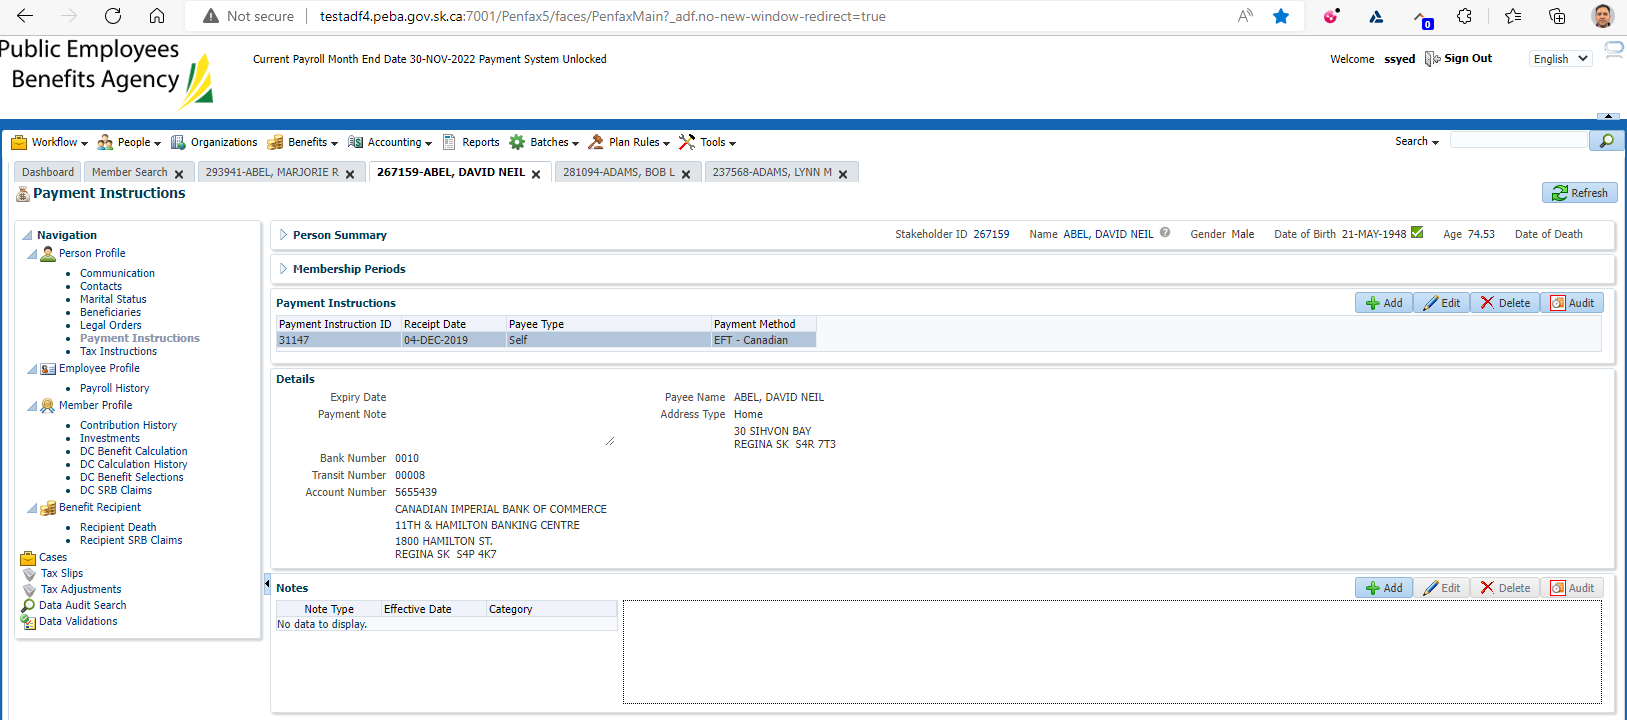 Not secure testadf4.peba.gov.sk.ca:7001/Penfax5/faces/PenfaxMain?_adf.no-new-window-redirect=true
0
Public Employees
Benefits Agency
Current Payroll Month End Date 30-NOV-2022 Payment System Unlocked
Welcome ssyed Sign Out English
Workflow People Organizations Benefits Accounting Reports Batches Plan Rules Tools Search
Dashboard Member Search 293941-ABEL, MARJORIE R 267159-ABEL, DAVID NEIL 281094-ADAMS, BOB L 237568-ADAMS, LYNN M
Payment Instructions Refresh
Navigation
Person Profile
Communication
Contacts
Marital Status
Beneficiaries
Legal Orders
Payment Instructions
Tax Instructions
Employee Profile
Payroll History
Member Profile
Contribution History
Investments
DC Benefit Calculation
DC Calculation History
DC Benefit Selections
DC SRB Claims
Benefit Recipient
Recipient Death
Recipient SRB Claims
Cases
Tax Slips
Tax Adjustments
Data Audit Search
Data Validations
Person Summary Stakeholder ID 267159 Name ABEL, DAVID NEIL Gender Male Date of Birth 21-MAY-1948 Age 74.53 Date of Death
Membership Periods
Payment Instructions Add Edit Delete Audit
Payment Instruction ID Receipt Date Payee Type Payment Method
31147 04-DEC-2019 Self EFT - Canadian
Details
Expiry Date Payee Name ABEL, DAVID NEIL
Payment Note Address Type Home
30 SIHVON BAY
REGINA SK S4R 7T3
Bank Number 0010
Transit Number 00008
Account Number 5655439
CANADIAN IMPERIAL BANK OF COMMERCE
11TH & HAMILTON BANKING CENTRE
1800 HAMILTON ST.
REGINA SK S4P 4K7
Notes Add Edit Delete Audit
Note Type Effective Date Category
No data to display.